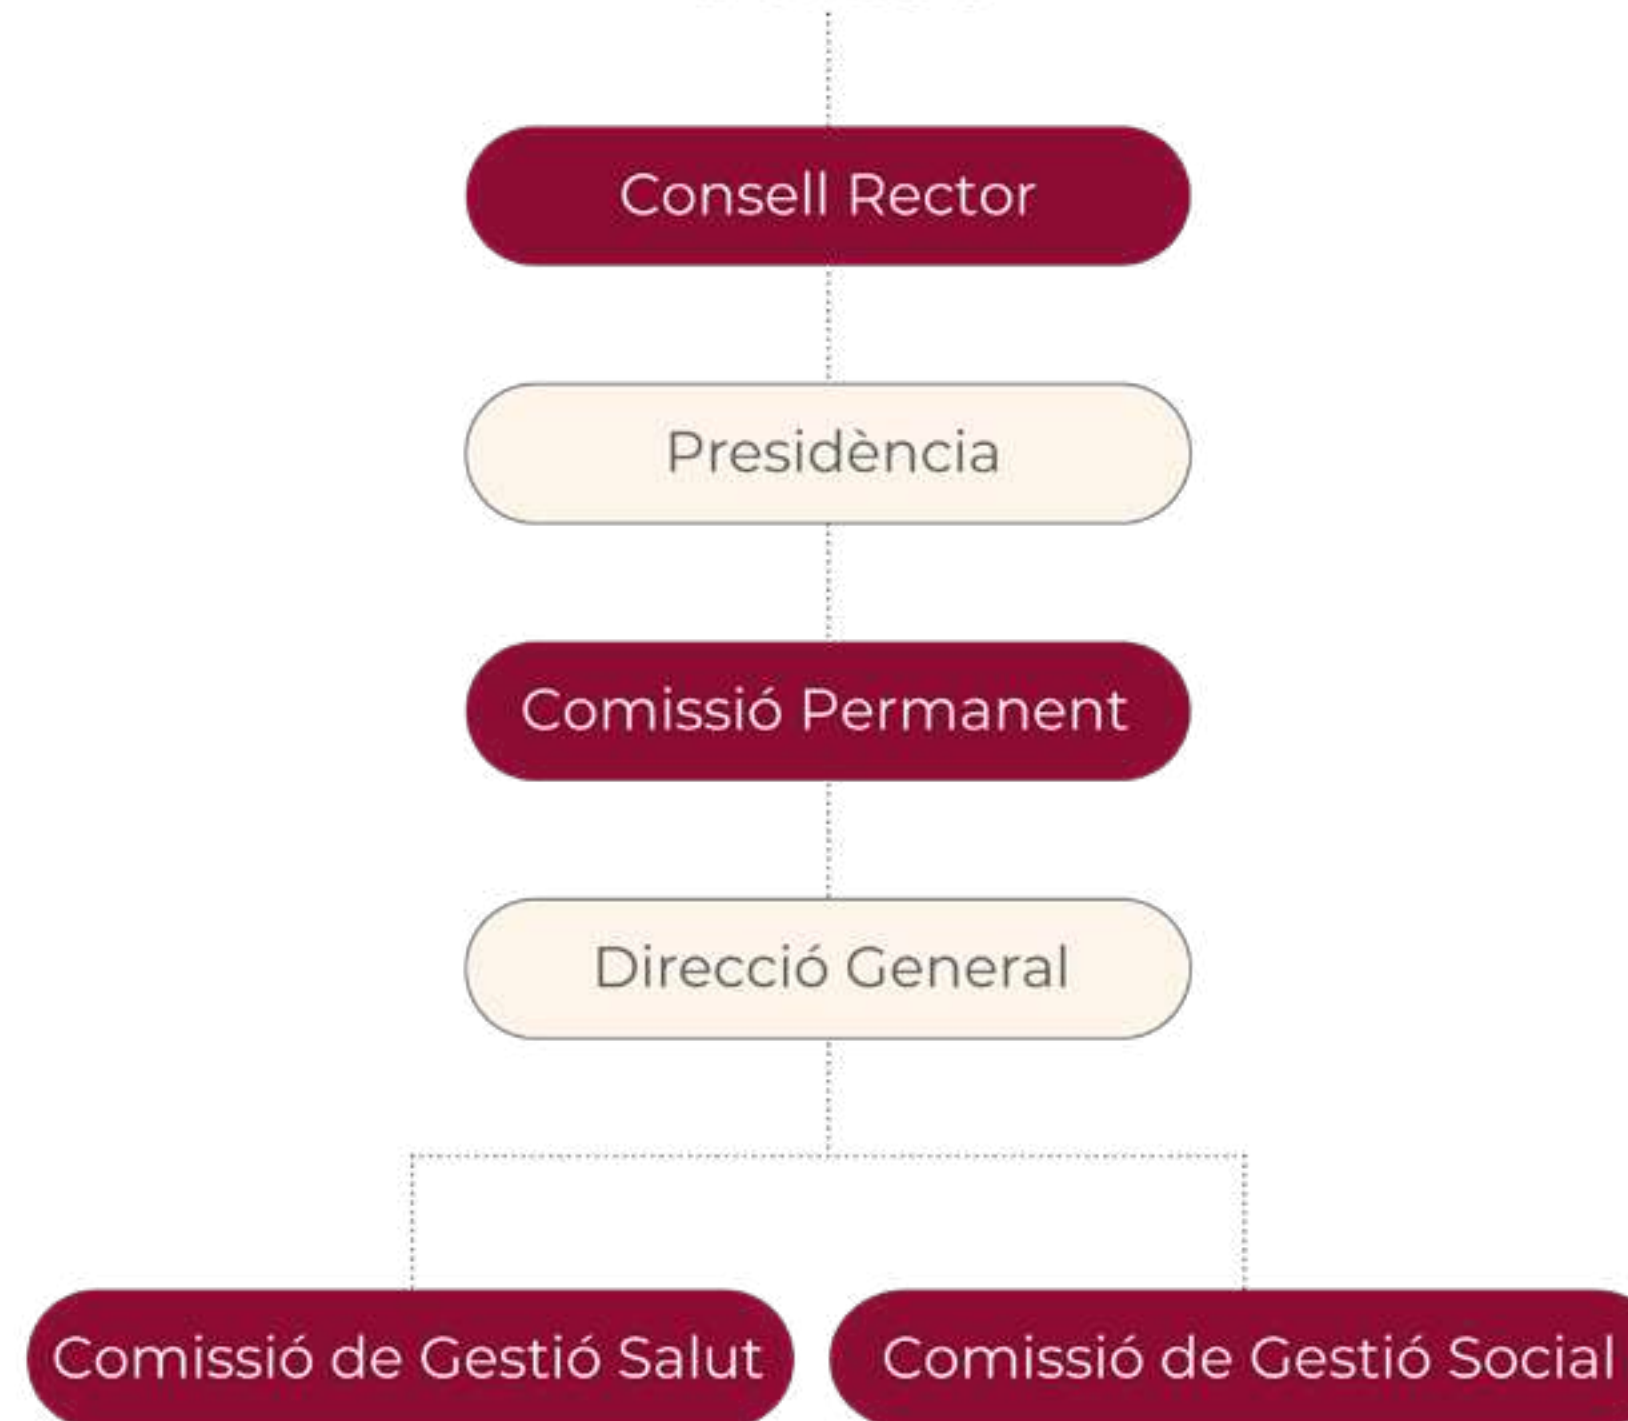 Consell Rector
Presidència
Comissió Permanent
Direcció General
Comissió de Gestió Salut
Comissió de Gestió Social